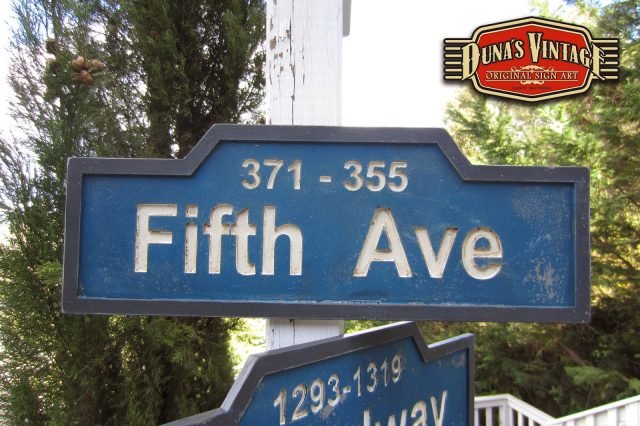 DUNA'S VINTAGE
ORIGINAL SIGN ART
371 - 355
Fifth Ave
1293-1319